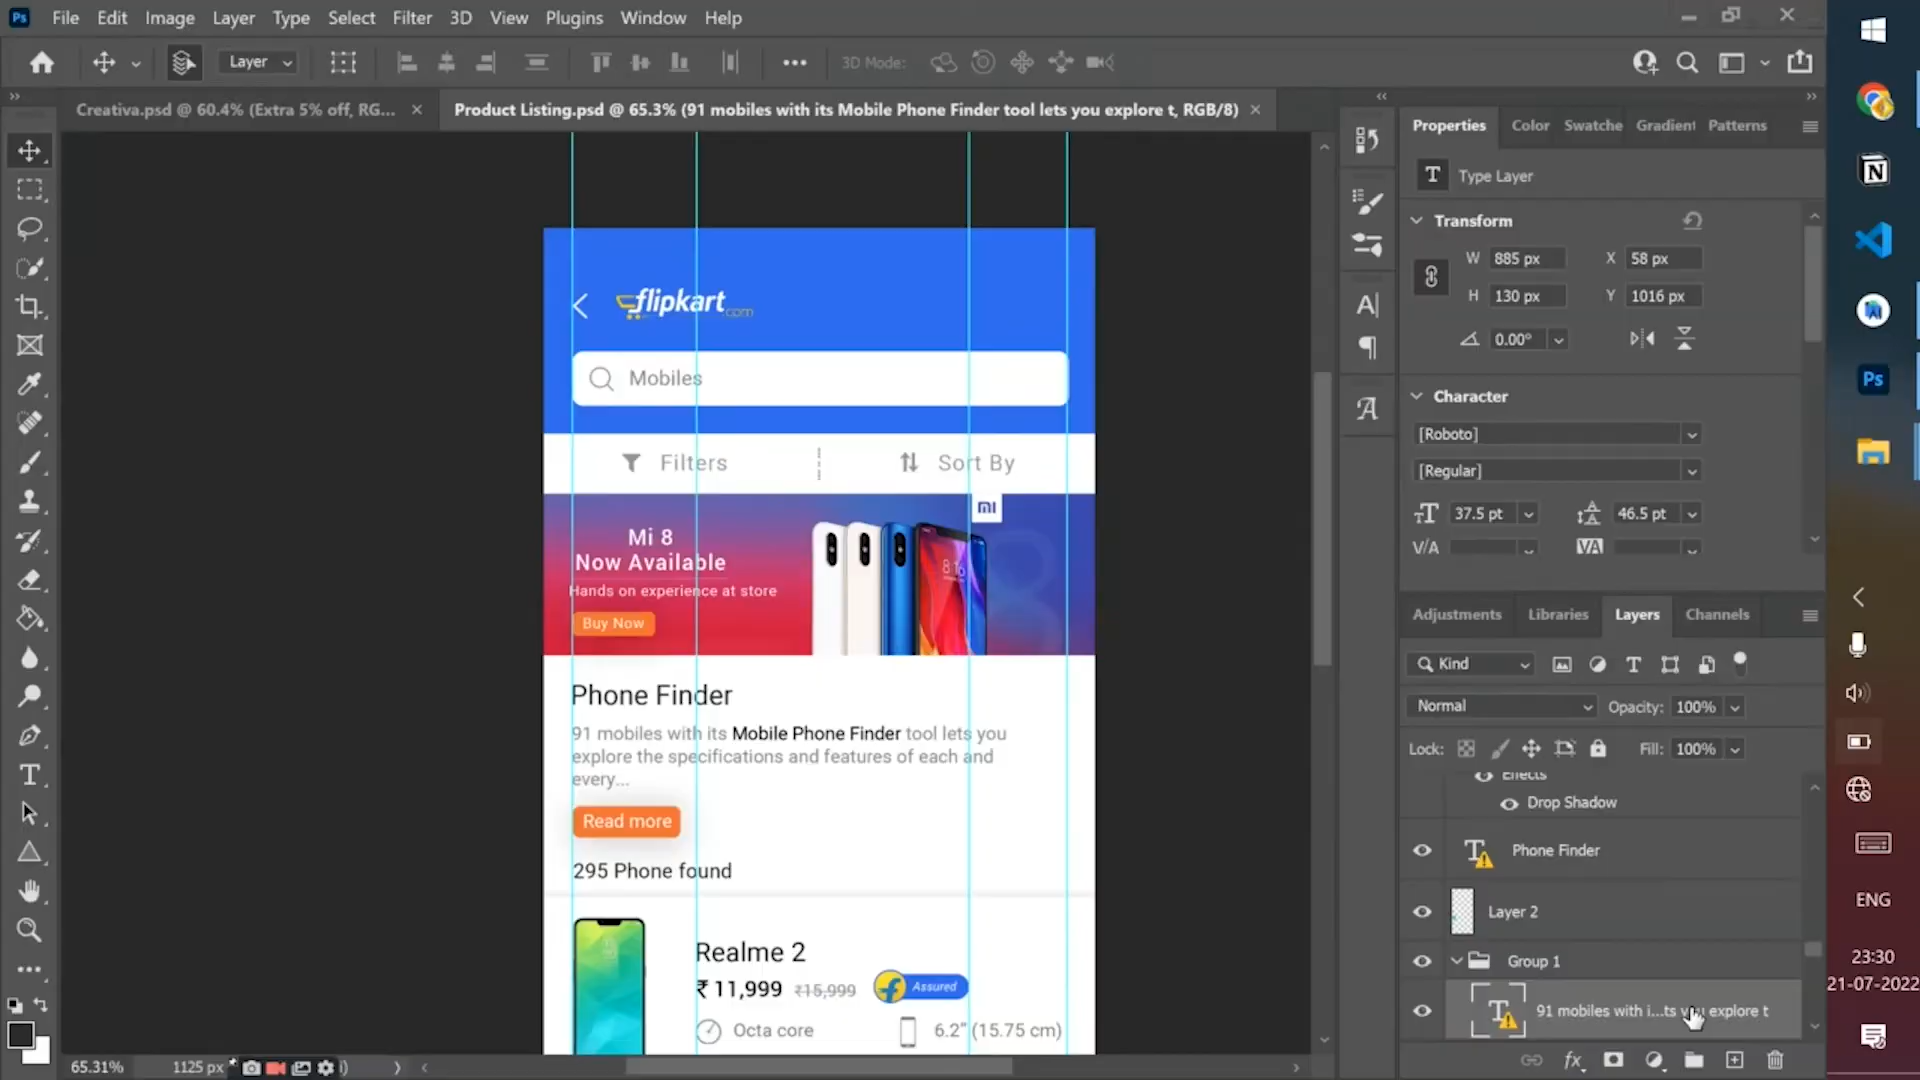 Ps File Edit Image Layer Type Select Filter 3D View Plugins Window Help
Layer 3D Mode:
Creativa.psd @ 60.4% (Extra 5% off, RG... × Product Listing.psd @ 65.3% (91 mobiles with its Mobile Phone Finder tool lets you explore t, RGB/8) ×
Properties Color Swatche Gradient Patterns
T Type Layer
Transform
W 885 px X 58 px
H 130 px Y 1016 px
0.00°
Character
[Roboto]
[Regular]
37.5 pt 46.5 pt
V/A VA
flipkart.com
Mobiles
Filters Sort By
mi
Mi 8
Now Available
Hands on experience at store
Buy Now
8:16
8
Phone Finder
91 mobiles with its Mobile Phone Finder tool lets you
explore the specifications and features of each and
every...
Read more
295 Phone found
Realme 2
₹ 11,999 ₹15,999 Assured
Octa core 6.2” (15.75 cm)
Adjustments Libraries Layers Channels
Kind
Normal Opacity: 100%
Lock: Fill: 100%
Effects
Drop Shadow
Phone Finder
Layer 2
Group 1
91 mobiles with i...ts you explore t
fx
65.31% 1125 px
Ps
ENG
23:30
21-07-2022